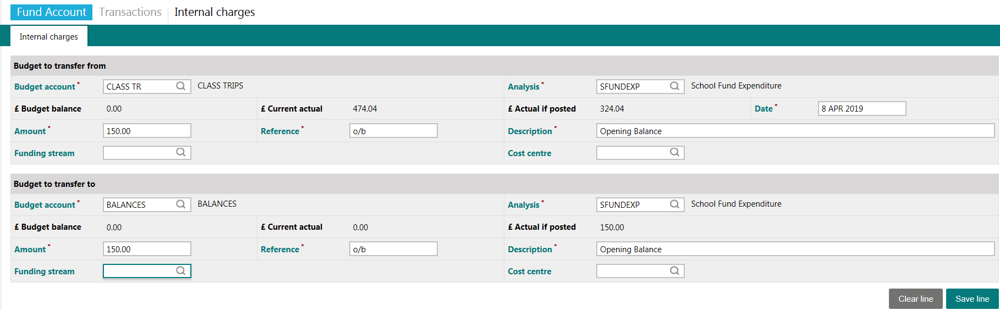 Fund Account Transactions Internal charges
Internal charges
Budget to transfer from
Budget account * CLASS TR CLASS TRIPS Analysis * SFUNDEXP School Fund Expenditure
£ Budget balance 0.00 £ Current actual 474.04 £ Actual if posted 324.04 Date * 8 APR 2019
Amount * 150.00 Reference * o/b Description * Opening Balance
Funding stream Cost centre
Budget to transfer to
Budget account * BALANCES BALANCES Analysis * SFUNDEXP School Fund Expenditure
£ Budget balance 0.00 £ Current actual 0.00 £ Actual if posted 150.00
Amount * 150.00 Reference * o/b Description * Opening Balance
Funding stream Cost centre
Clear line Save line